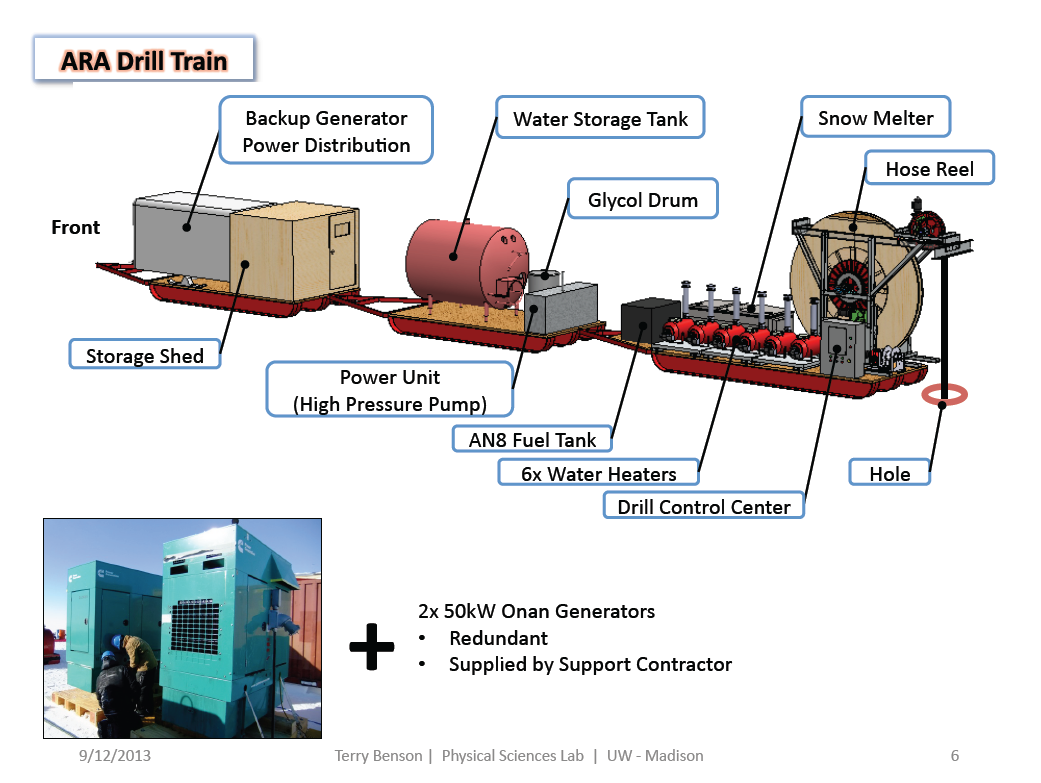 ARA Drill Train
Backup Generator
Power Distribution
Water Storage Tank
Snow Melter
Hose Reel
Glycol Drum
Front
Storage Shed
Power Unit
(High Pressure Pump)
AN8 Fuel Tank
6x Water Heaters
Hole
Drill Control Center
2x 50kW Onan Generators
• Redundant
• Supplied by Support Contractor
9/12/2013 Terry Benson | Physical Sciences Lab | UW - Madison 6